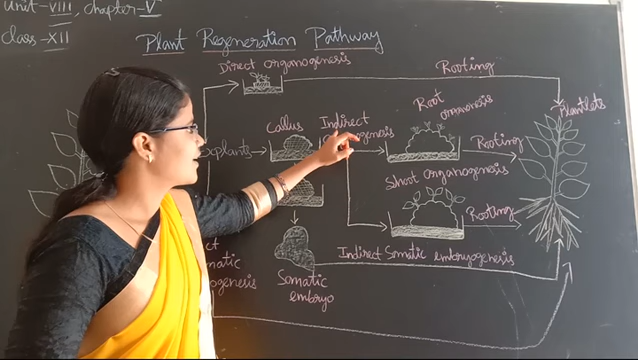 Unit-VIII, Chapter-V
Class-XII
Plant Regeneration Pathway
Direct organogenesis
Rooting
Callus
Indirect
Root
organesis
Plantlets
Explants
Rooting
Shoot organogenesis
Rooting
Indirect Somatic embryogenesis
Somatic
embryo